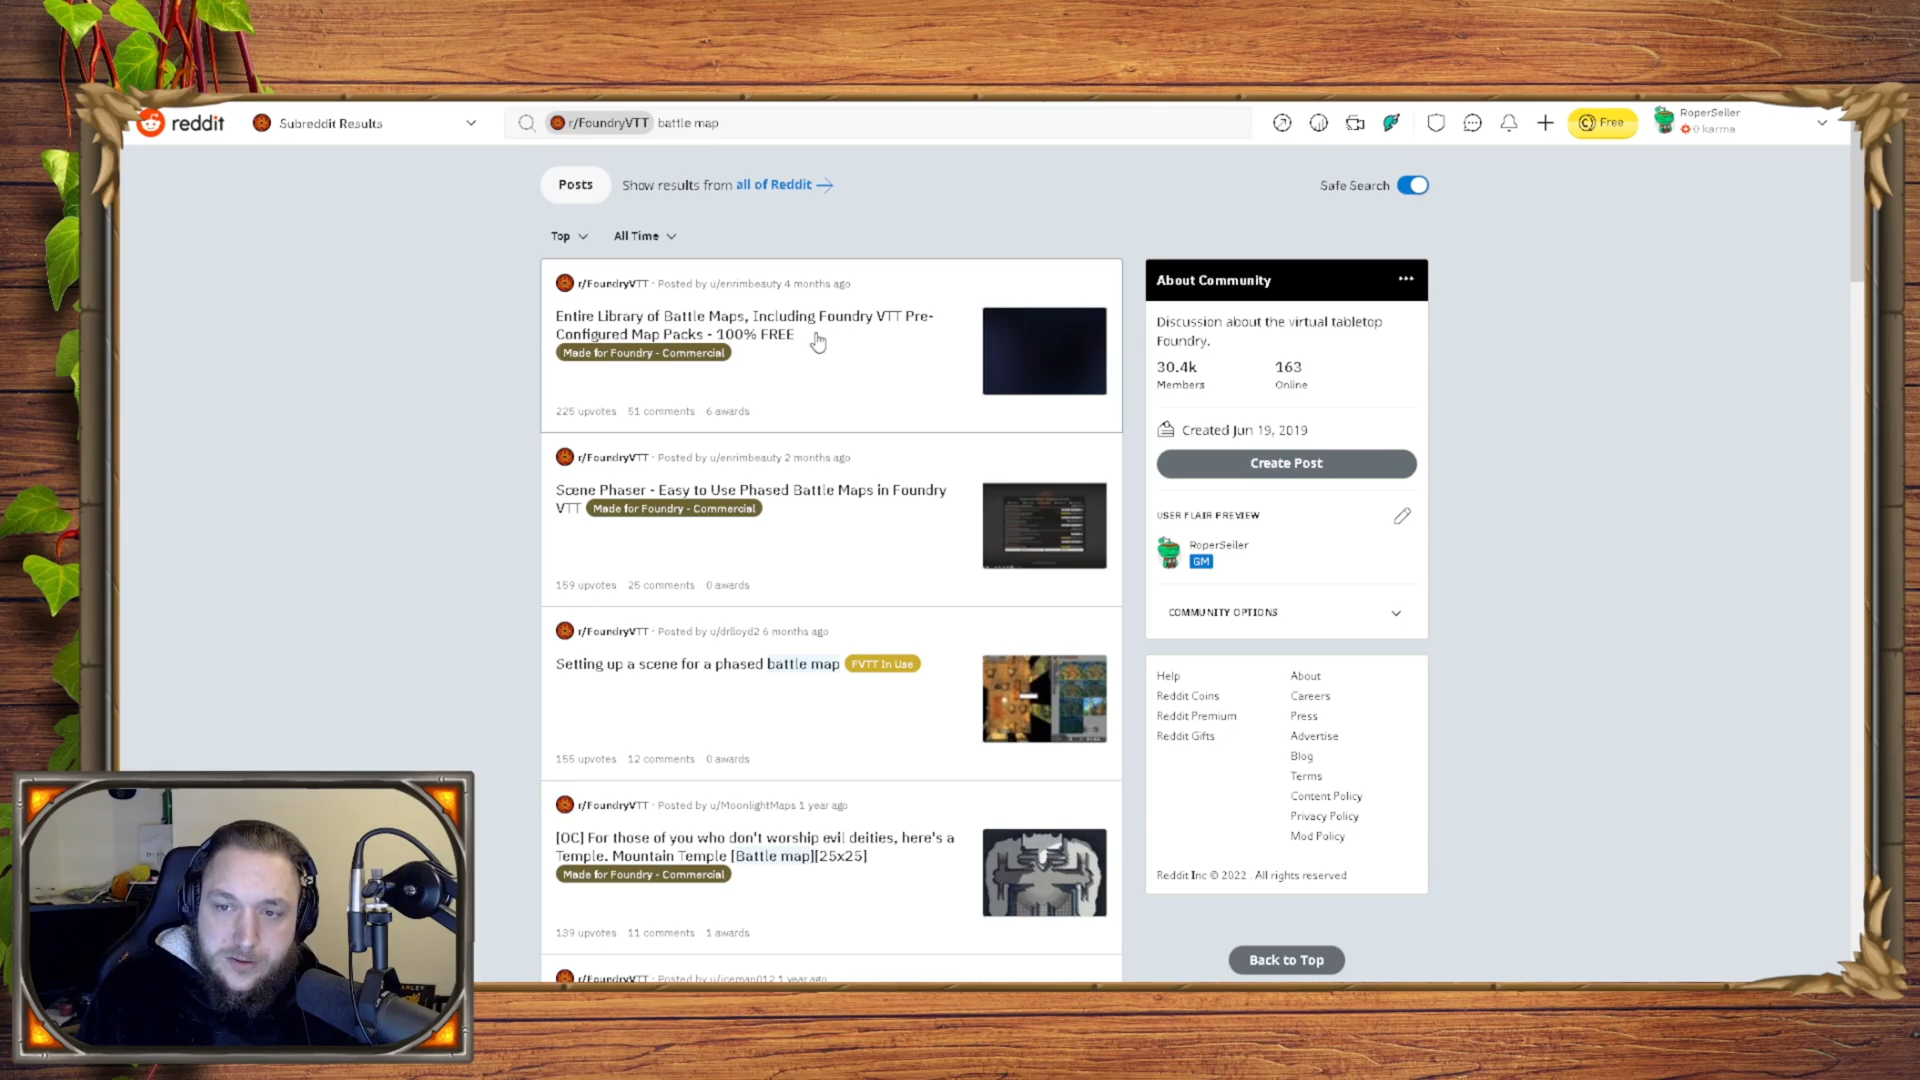 reddit
Subreddit Results
r/FoundryVTT battle map
Free
RoperSeiler
0 karma
Posts
Show results from all of Reddit
Safe Search
Top
All Time
r/FoundryVTT · Posted by u/enrimbeauty 4 months ago
Entire Library of Battle Maps, Including Foundry VTT Pre-
Configured Map Packs - 100% FREE
Made for Foundry - Commercial
225 upvotes 51 comments 6 awards
r/FoundryVTT · Posted by u/enrimbeauty 2 months ago
Scene Phaser - Easy to Use Phased Battle Maps in Foundry
VTT Made for Foundry - Commercial
159 upvotes 25 comments 0 awards
r/FoundryVTT · Posted by u/drlloyd2 6 months ago
Setting up a scene for a phased battle map FVTT In Use
155 upvotes 12 comments 0 awards
r/FoundryVTT · Posted by u/MoonlightMaps 1 year ago
[OC] For those of you who don't worship evil deities, here's a
Temple. Mountain Temple [Battle map][25x25]
Made for Foundry - Commercial
139 upvotes 11 comments 1 awards
r/FoundryVTT · Posted by u/iceman012 1 year ago
About Community
Discussion about the virtual tabletop
Foundry.
30.4k 163
Members Online
Created Jun 19, 2019
Create Post
USER FLAIR PREVIEW
RoperSeiler
GM
COMMUNITY OPTIONS
Help About
Reddit Coins Careers
Reddit Premium Press
Reddit Gifts Advertise
Blog
Terms
Content Policy
Privacy Policy
Mod Policy
Reddit Inc © 2022 . All rights reserved
Back to Top